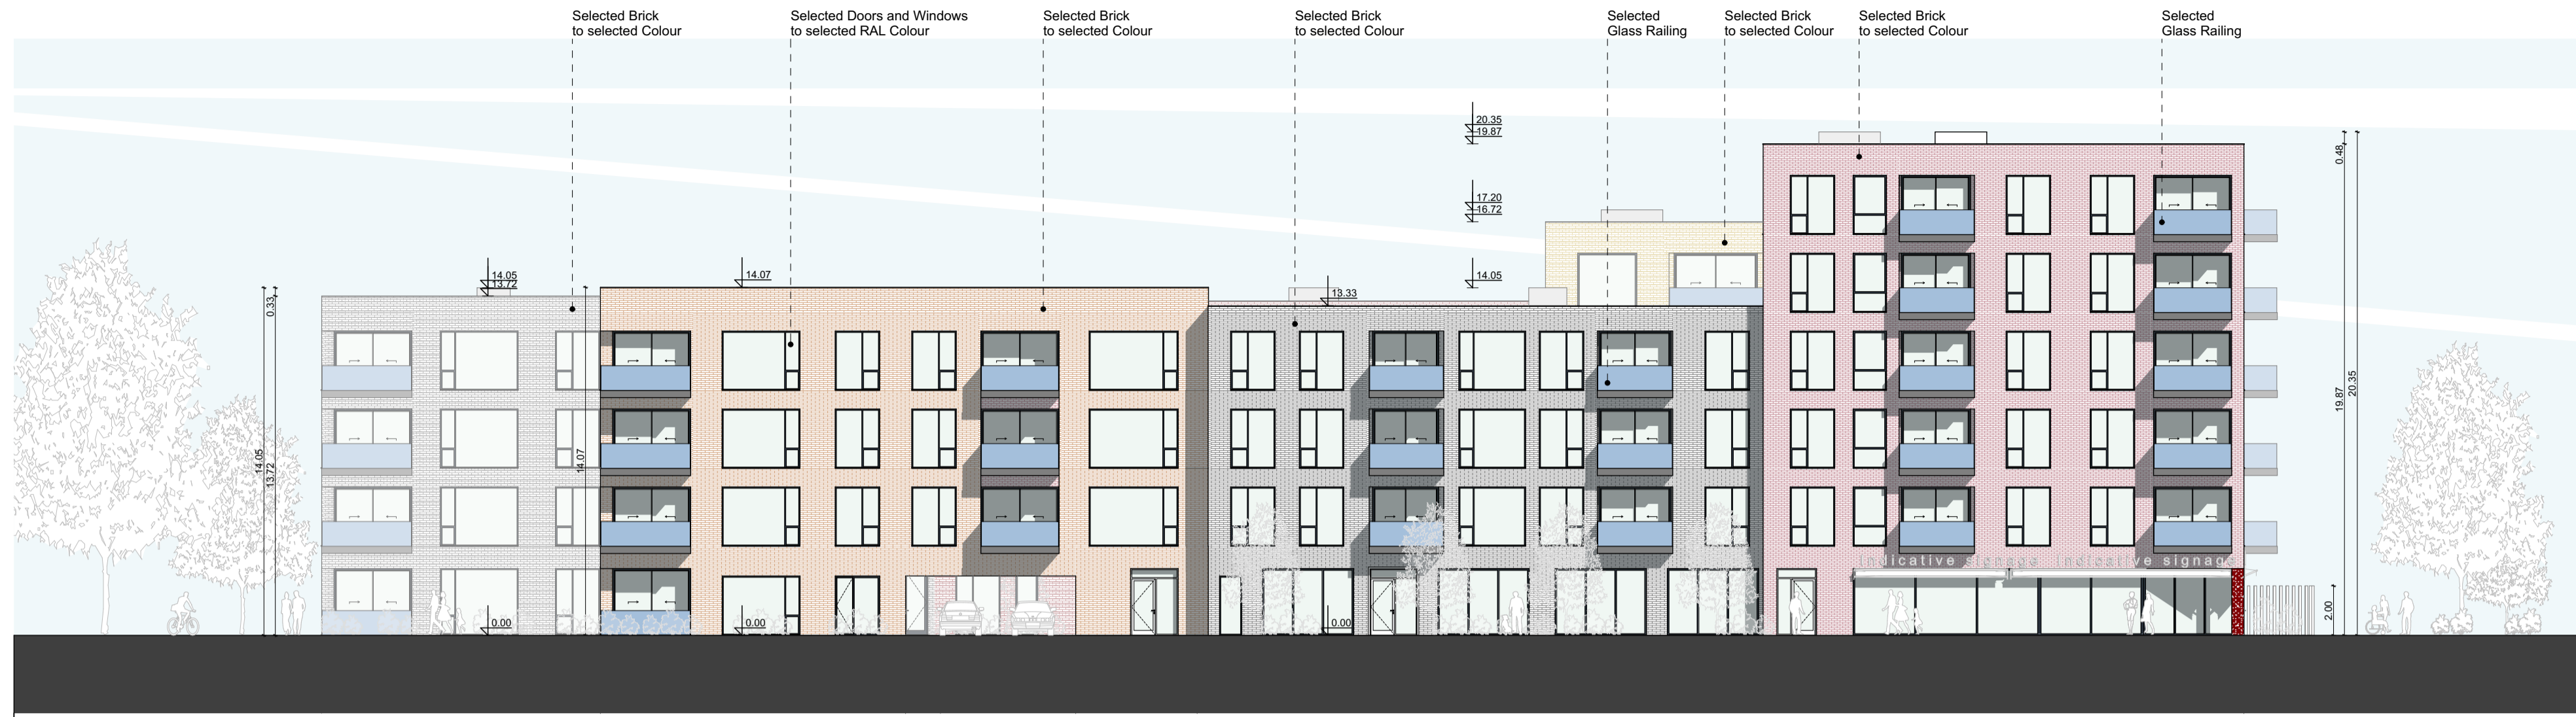 Selected Brick
to selected Colour
Selected Doors and Windows
to selected RAL Colour
Selected Brick
to selected Colour
Selected Brick
to selected Colour
Selected
Glass Railing
Selected Brick
to selected Colour
Selected Brick
to selected Colour
Selected
Glass Railing
20.35
19.87
17.20
16.72
14.05
13.72
14.07
13.33
14.05
0.33
14.05
13.72
14.07
0.48
19.87
20.35
2.00
indicative signage indicative signage
0.00
0.00
0.00